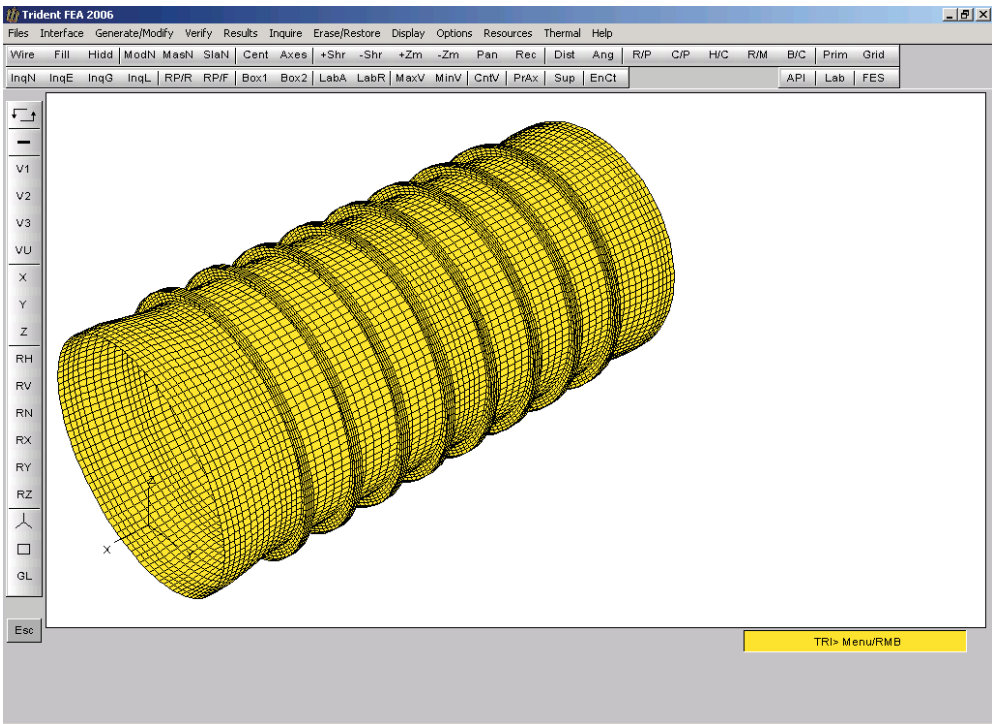 Trident FEA 2006
Files Interface Generate/Modify Verify Results Inquire Erase/Restore Display Options Resources Thermal Help
Wire Fill Hidd ModN MasN SlaN Cent Axes +Shr -Shr +Zm -Zm Pan Rec Dist Ang R/P C/P H/C R/M B/C Prim Grid
InqN InqE InqG InqL RP/R RP/F Box1 Box2 LabA LabR MaxV MinV CntV PrAx Sup EnCt API Lab FES
V1
V2
V3
VU
X
Y
Z
RH
RV
RN
RX
RY
RZ
GL
Z
X
Y
Esc
TRI> Menu/RMB